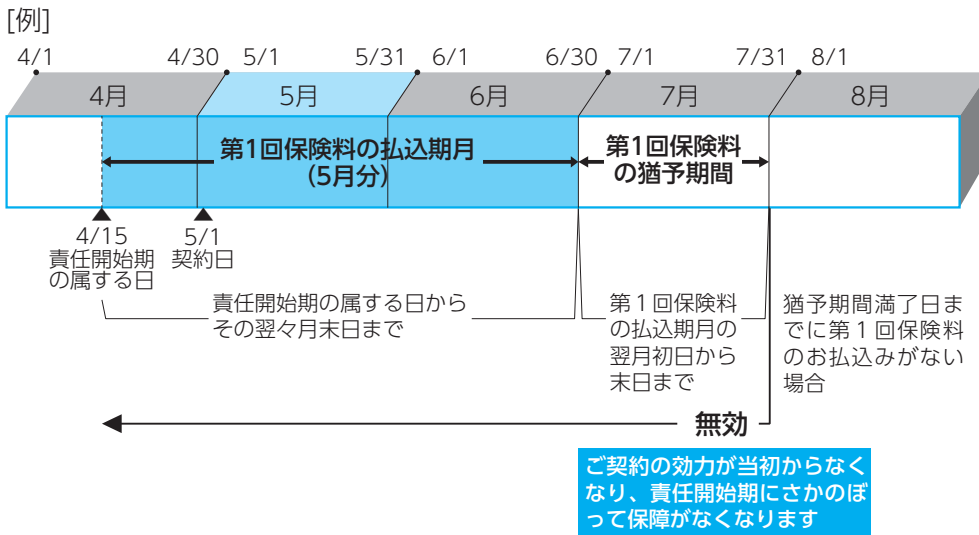 [例]
4/1 4/30 5/1 5/31 6/1 6/30 7/1 7/31 8/1
4月 5月 6月 7月 8月
第1回保険料の払込期月
(5月分)
第1回保険料
の猶予期間
4/15
責任開始期
の属する日
5/1
契約日
責任開始期の属する日から
その翌々月末日まで
第1回保険料
の払込期月の
翌月初日から
末日まで
猶予期間満了日ま
でに第1回保険料
のお払込みがない
場合
無効
ご契約の効力が当初からなく
なり、責任開始期にさかのぼ
って保障がなくなります